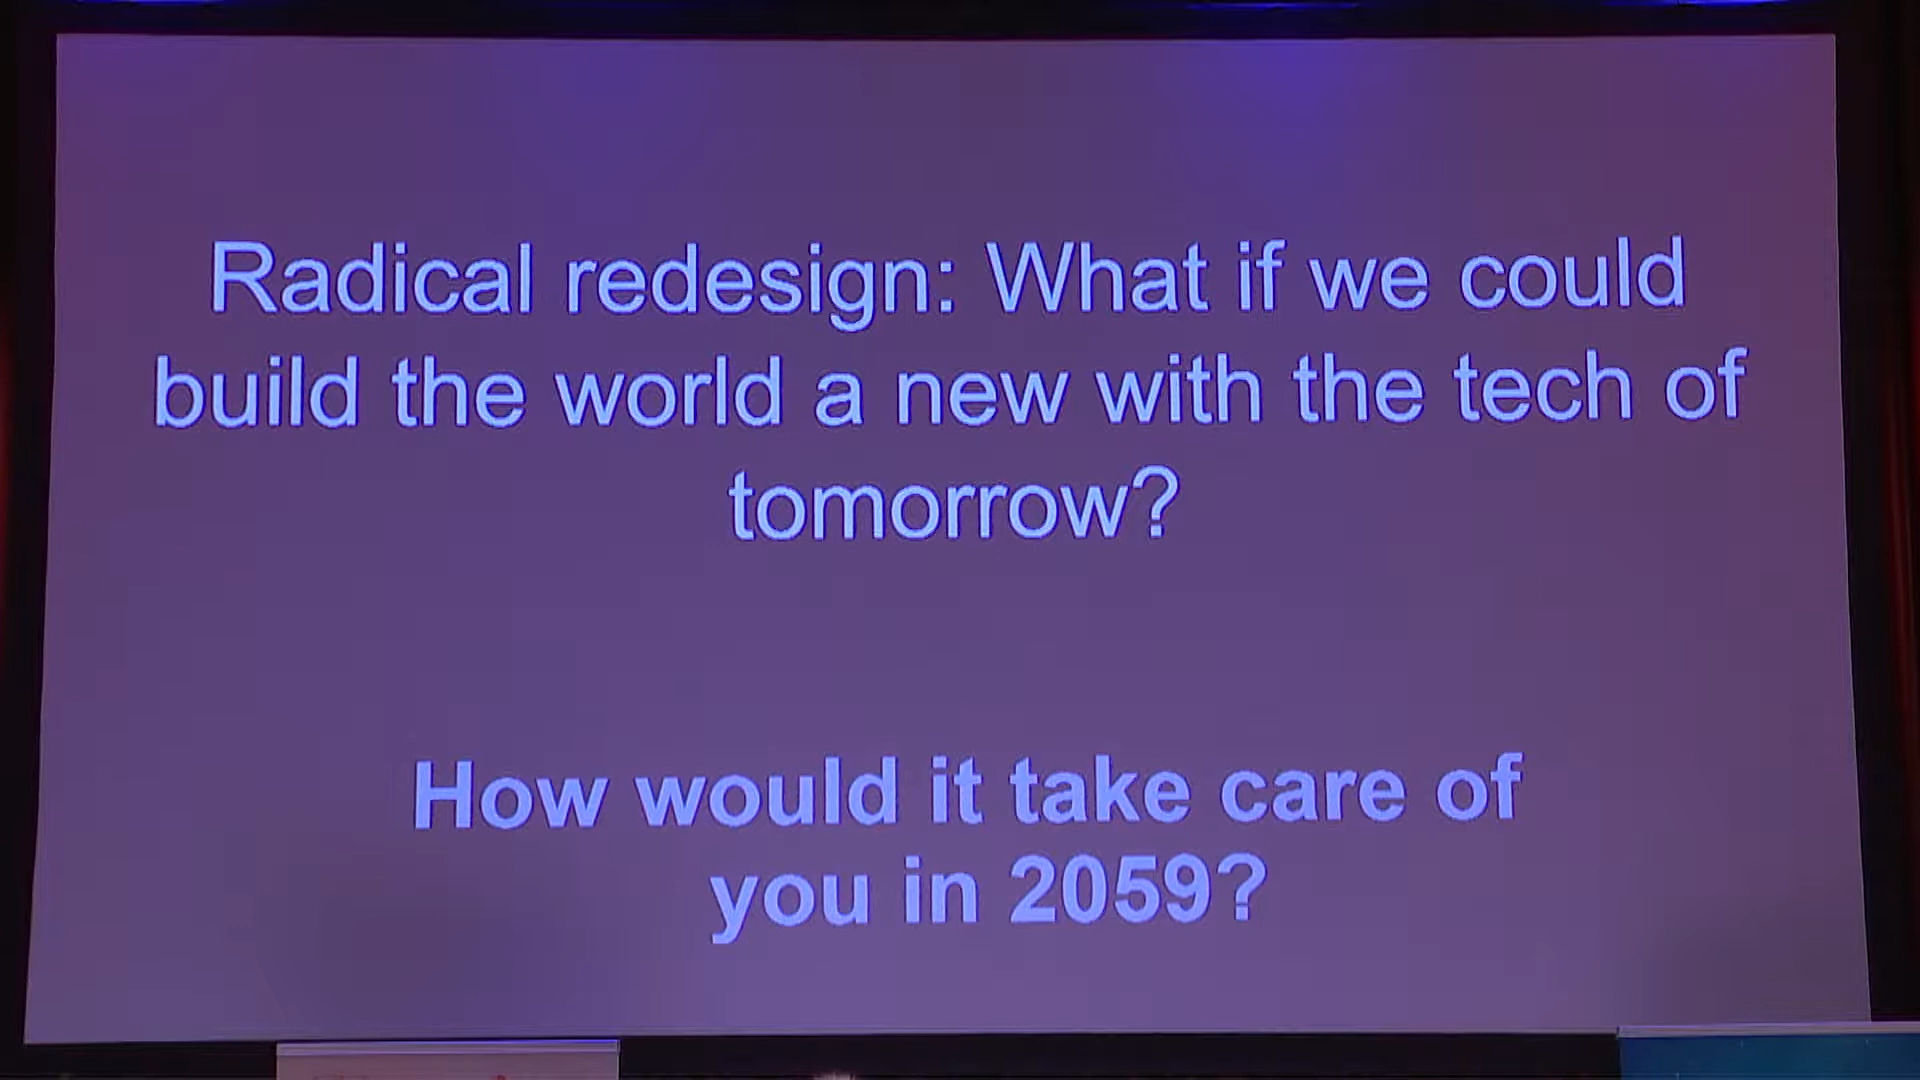 Radical redesign: What if we could
build the world a new with the tech of
tomorrow?
How would it take care of
you in 2059?